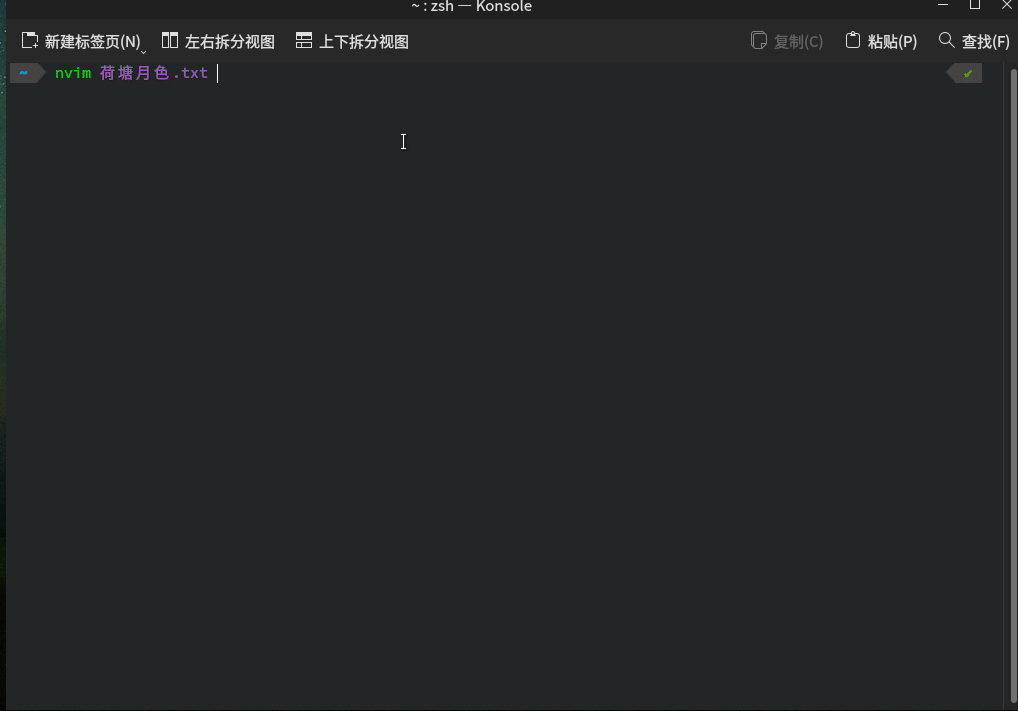 ~ : zsh — Konsole
新建标签页(N) 左右拆分视图 上下拆分视图 复制(C) 粘贴(P) 查找(F)
~ nvim 荷塘月色.txt ✔